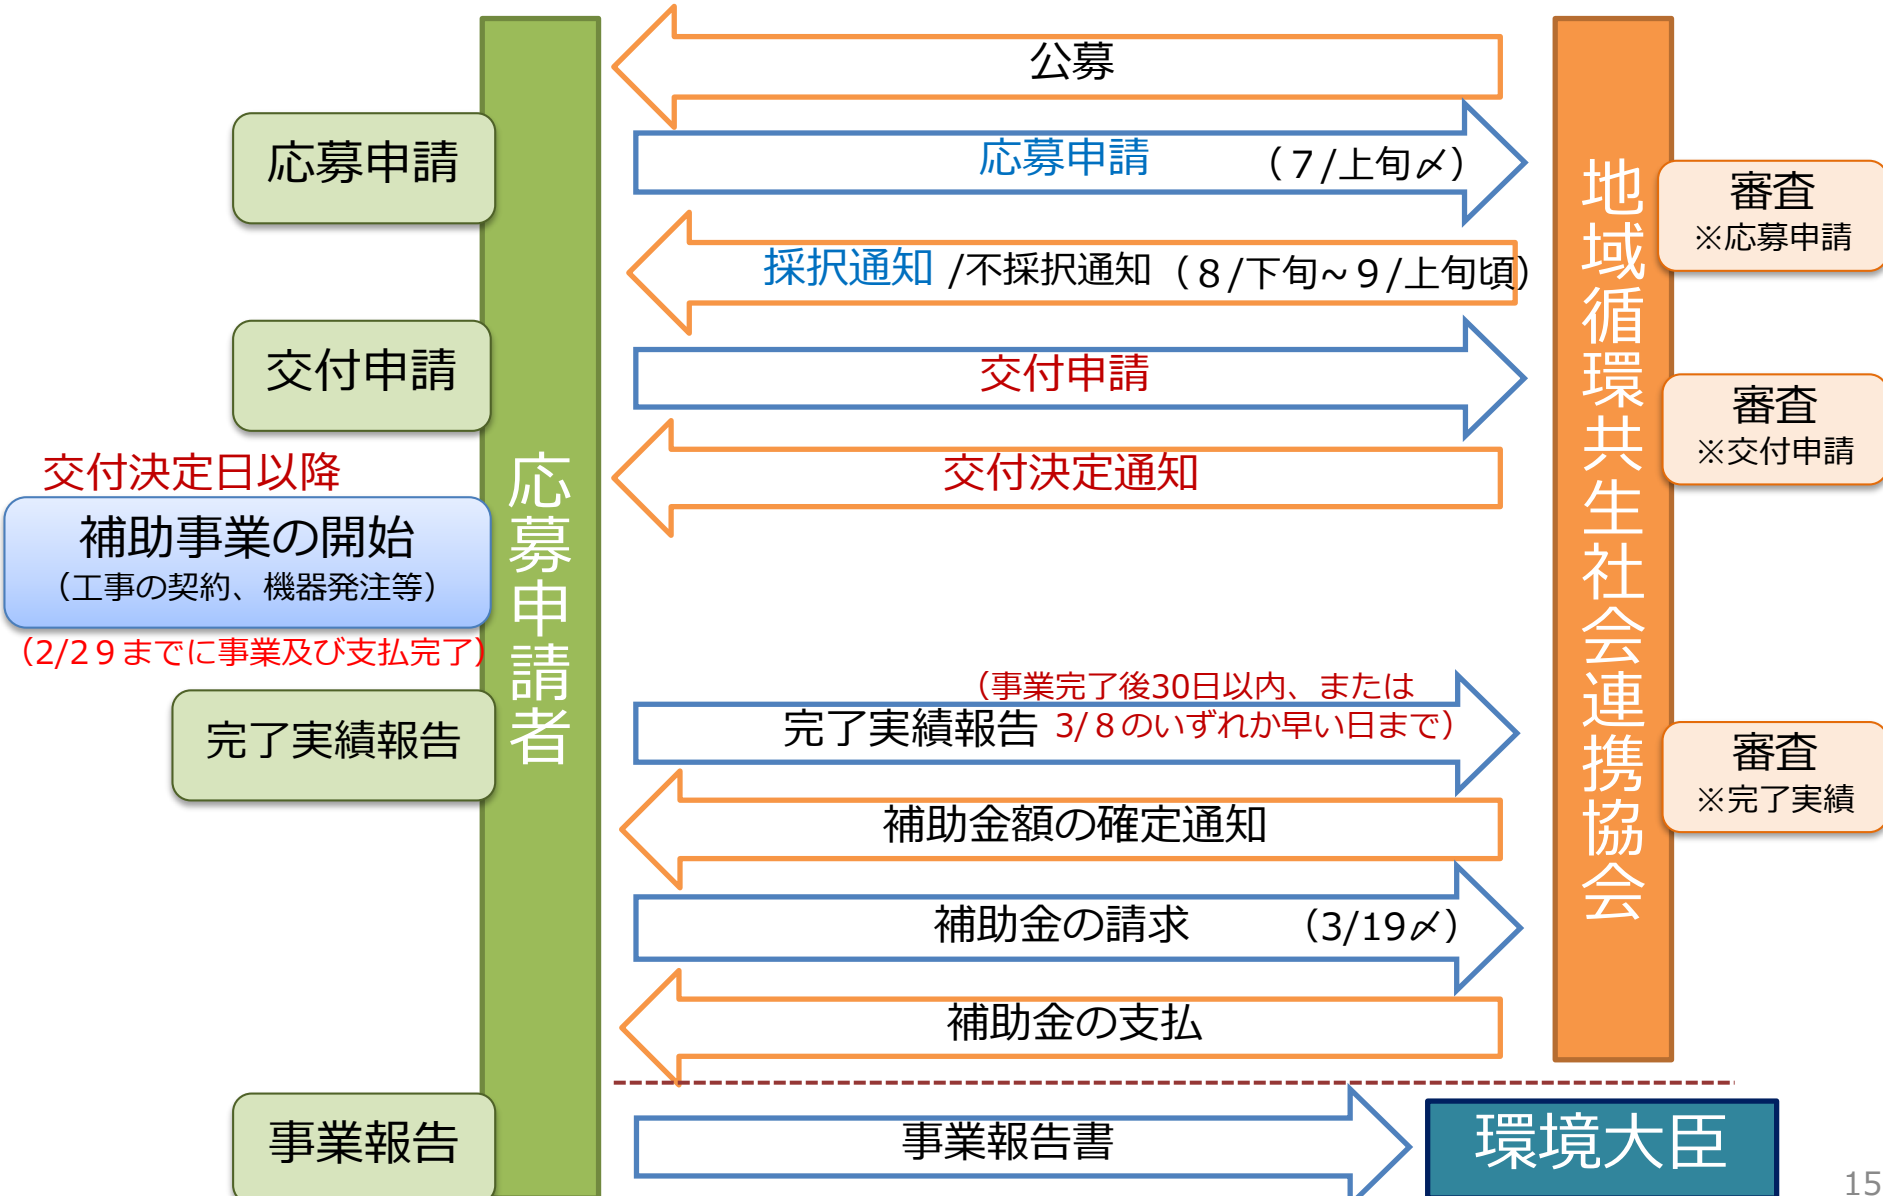 公募
応募申請
応募申請 （７/上旬〆）
審査
※応募申請
採択通知 /不採択通知（８/下旬~９/上旬頃）
交付申請
交付申請
審査
※交付申請
交付決定通知
交付決定日以降
補助事業の開始
（工事の契約、機器発注等）
（2/2９までに事業及び支払完了）
応募申請者
地域循環共生社会連携協会
完了実績報告
（事業完了後30日以内、または
完了実績報告 3/８のいずれか早い日まで）
審査
※完了実績
補助金額の確定通知
補助金の請求 （3/19〆）
補助金の支払
事業報告
事業報告書
環境大臣
15